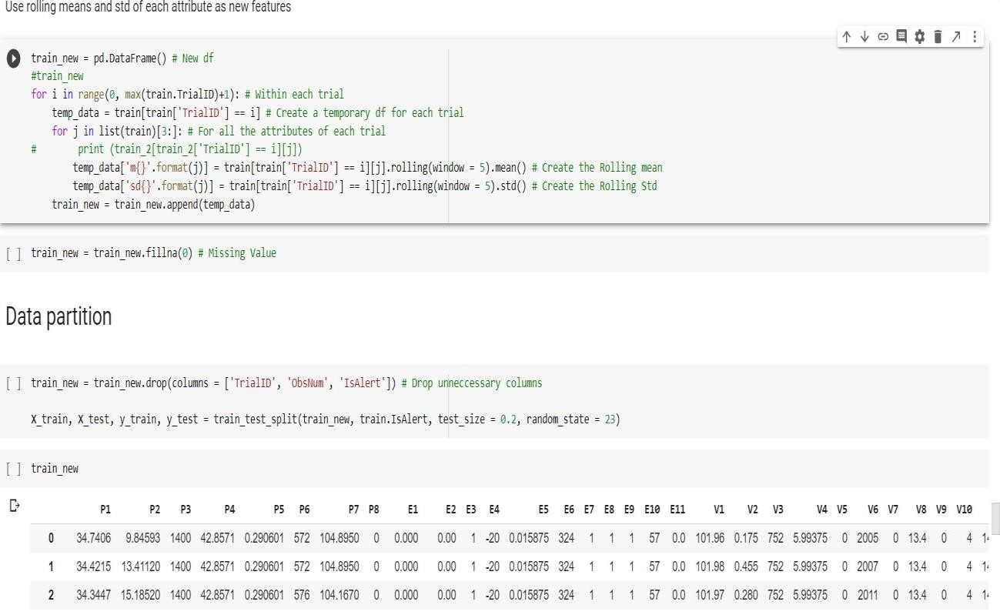 Use rolling means and std of each attribute as new features
train_new = pd.DataFrame() # New df
#train_new
for i in range(0, max(train.TrialID)+1): # Within each trial
temp_data = train[train['TrialID'] == i] # Create a temporary df for each trial
for j in list(train)[3:]: # For all the attributes of each trial
# print (train_2[train_2['TrialID'] == i][j])
temp_data['m{}'.format(j)] = train[train['TrialID'] == i][j].rolling(window = 5).mean() # Create the Rolling mean
temp_data['sd{}'.format(j)] = train[train['TrialID'] == i][j].rolling(window = 5).std() # Create the Rolling Std
train_new = train_new.append(temp_data)
[ ] train_new = train_new.fillna(0) # Missing Value
Data partition
[ ] train_new = train_new.drop(columns = ['TrialID', 'ObsNum', 'IsAlert']) # Drop unneccessary columns
X_train, X_test, y_train, y_test = train_test_split(train_new, train.IsAlert, test_size = 0.2, random_state = 23)
[ ] train_new
P1 P2 P3 P4 P5 P6 P7 P8 E1 E2 E3 E4 E5 E6 E7 E8 E9 E10 E11 V1 V2 V3 V4 V5 V6 V7 V8 V9 V10
0 34.7406 9.84593 1400 42.8571 0.290601 572 104.8950 0 0.000 0.00 1 -20 0.015875 324 1 1 1 57 0.0 101.96 0.175 752 5.99375 0 2005 0 13.4 0 4
1 34.4215 13.41120 1400 42.8571 0.290601 572 104.8950 0 0.000 0.00 1 -20 0.015875 324 1 1 1 57 0.0 101.98 0.455 752 5.99375 0 2007 0 13.4 0 4
2 34.3447 15.18520 1400 42.8571 0.290601 576 104.1670 0 0.000 0.00 1 -20 0.015875 324 1 1 1 57 0.0 101.97 0.280 752 5.99375 0 2011 0 13.4 0 4